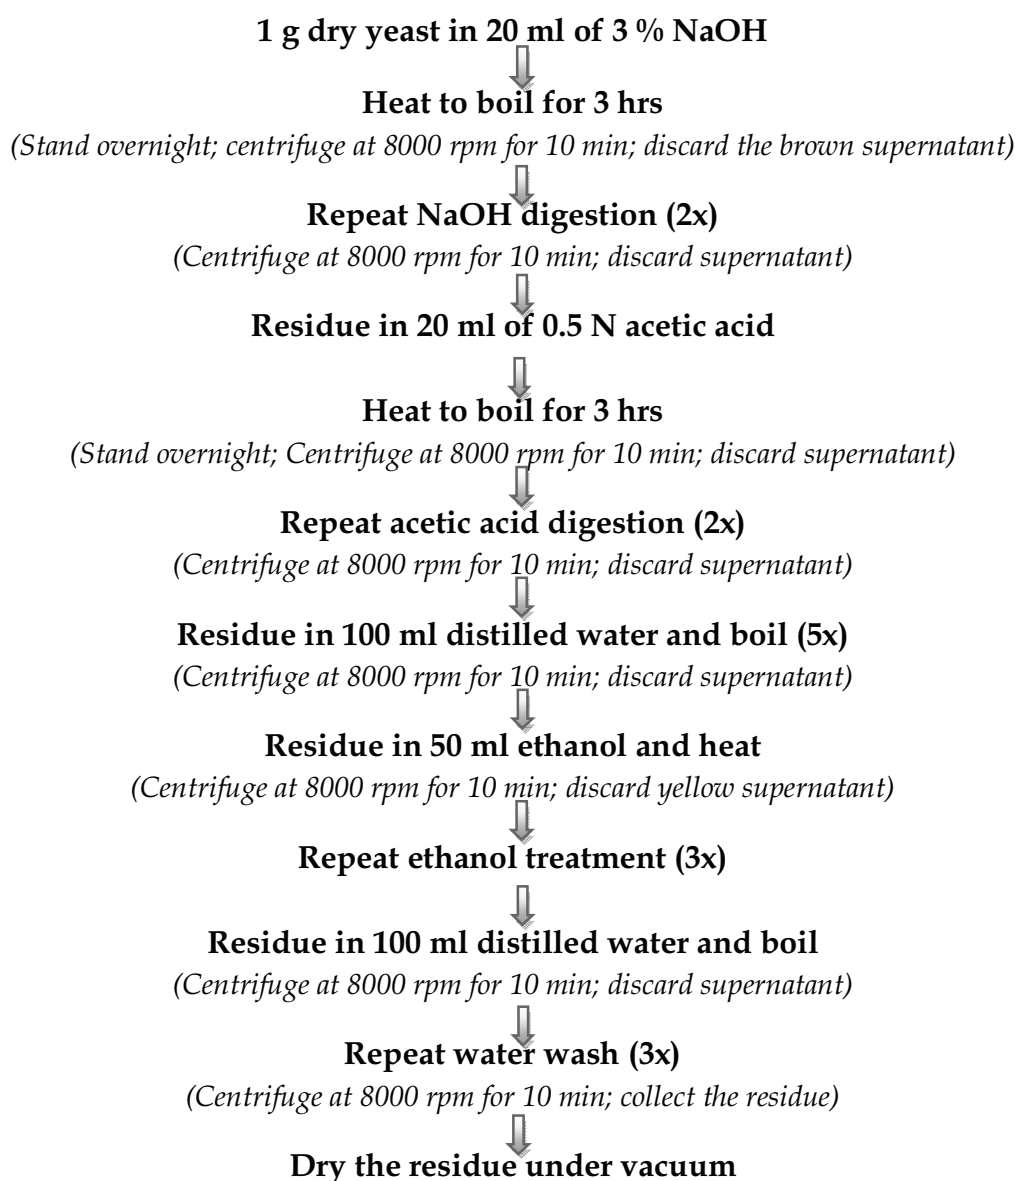 1 g dry yeast in 20 ml of 3 % NaOH
Heat to boil for 3 hrs
(Stand overnight; centrifuge at 8000 rpm for 10 min; discard the brown supernatant)
Repeat NaOH digestion (2x)
(Centrifuge at 8000 rpm for 10 min; discard supernatant)
Residue in 20 ml of 0.5 N acetic acid
Heat to boil for 3 hrs
(Stand overnight; Centrifuge at 8000 rpm for 10 min; discard supernatant)
Repeat acetic acid digestion (2x)
(Centrifuge at 8000 rpm for 10 min; discard supernatant)
Residue in 100 ml distilled water and boil (5x)
(Centrifuge at 8000 rpm for 10 min; discard supernatant)
Residue in 50 ml ethanol and heat
(Centrifuge at 8000 rpm for 10 min; discard yellow supernatant)
Repeat ethanol treatment (3x)
Residue in 100 ml distilled water and boil
(Centrifuge at 8000 rpm for 10 min; discard supernatant)
Repeat water wash (3x)
(Centrifuge at 8000 rpm for 10 min; collect the residue)
Dry the residue under vacuum